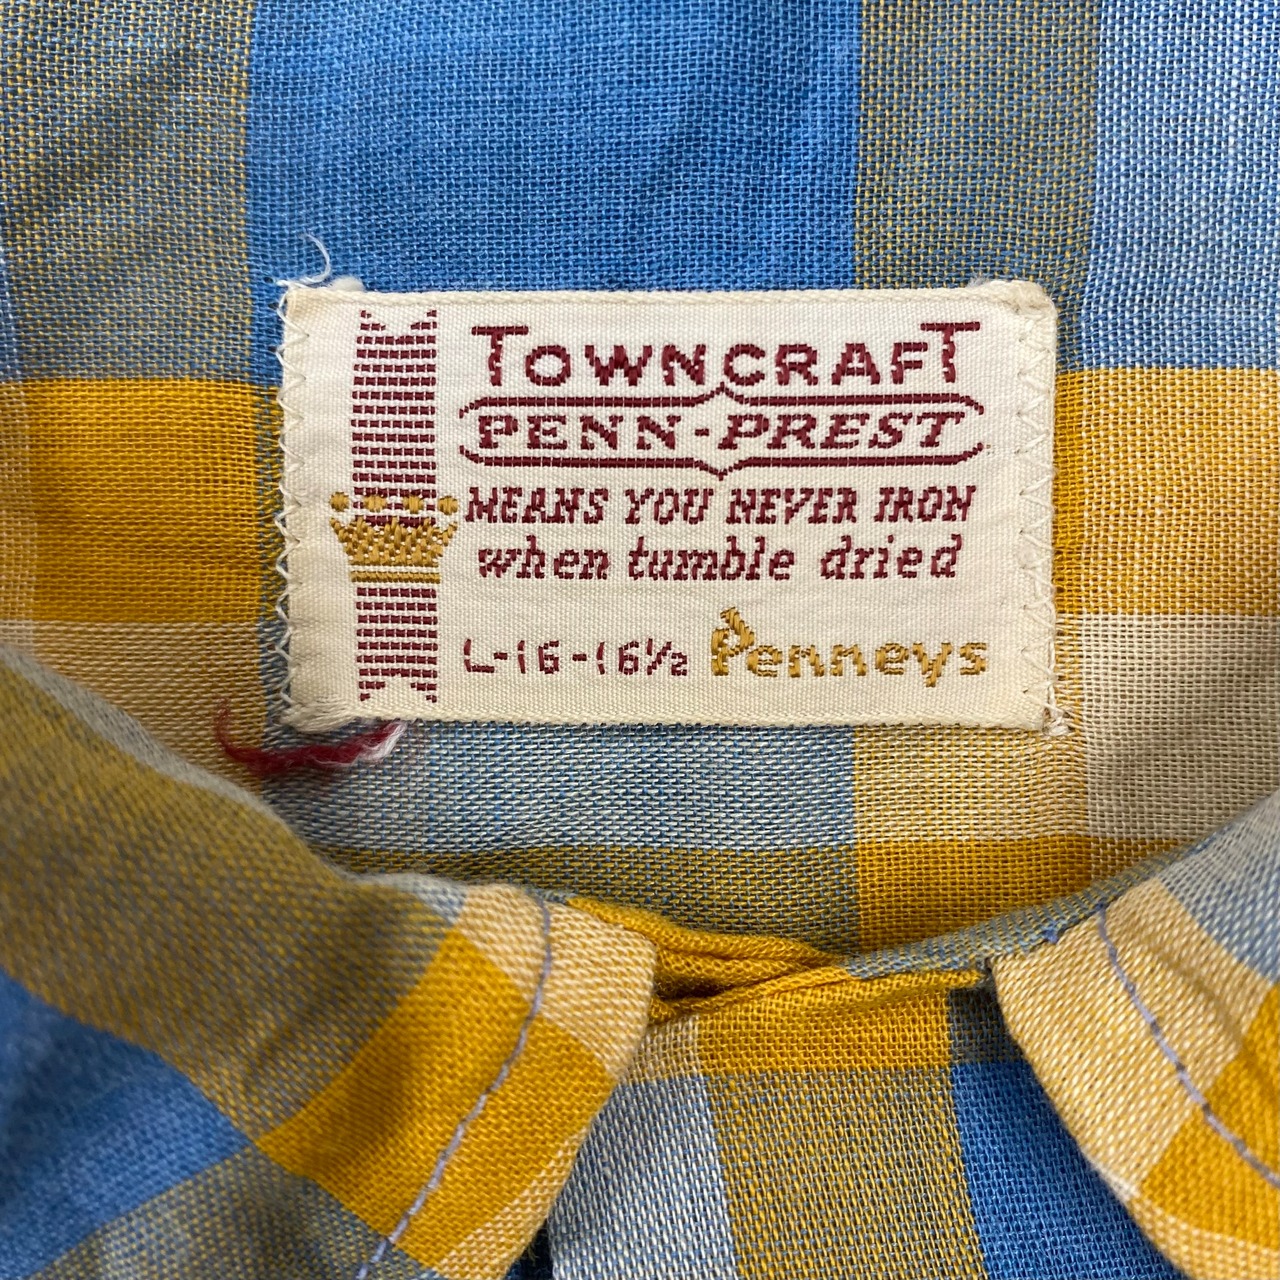 TOWNCRAFT
PENN-PREST
MEANS YOU NEVER IRON
when tumble dried
L-16-16½ Penneys